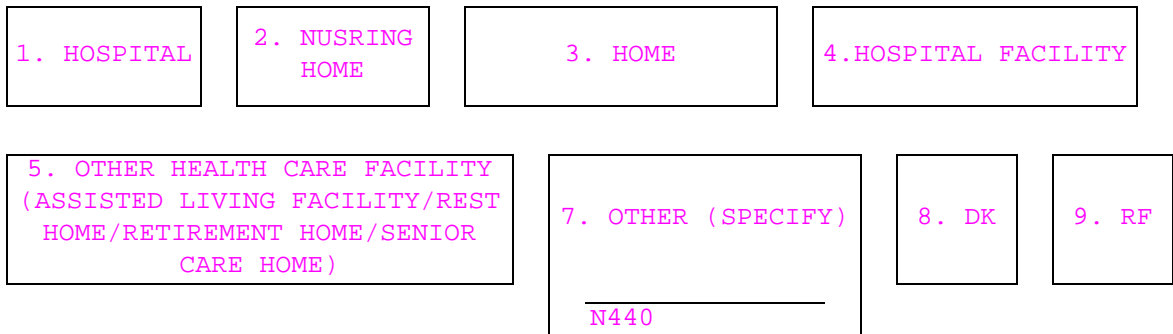 1. HOSPITAL
2. NUSRING
HOME
3. HOME
4.HOSPITAL FACILITY
5. OTHER HEALTH CARE FACILITY
(ASSISTED LIVING FACILITY/REST
HOME/RETIREMENT HOME/SENIOR
CARE HOME)
7. OTHER (SPECIFY)
N440
8. DK
9. RF